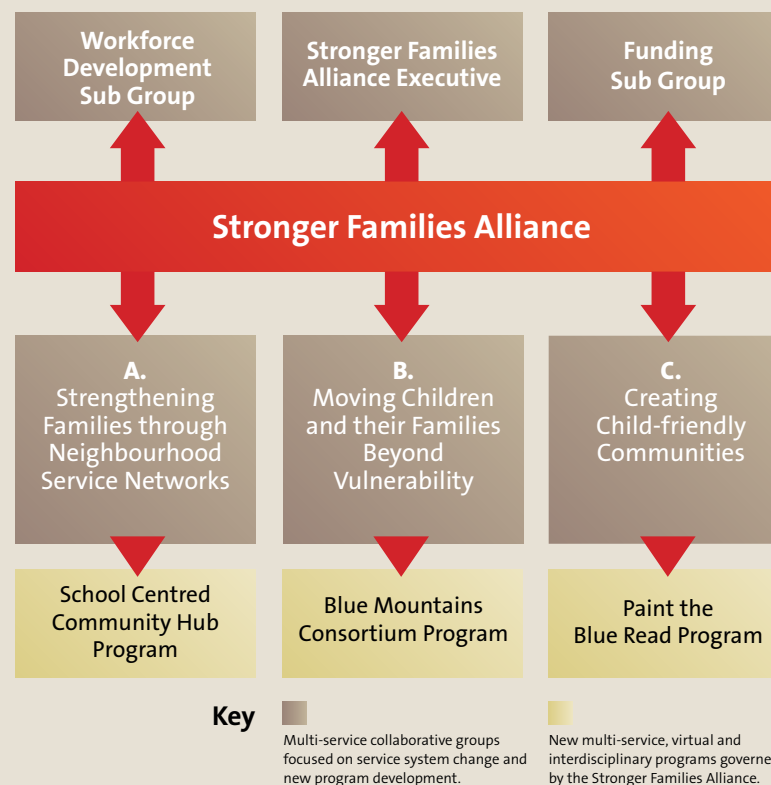 Workforce
Development
Sub Group
Stronger Families
Alliance Executive
Funding
Sub Group
Stronger Families Alliance
A.
Strengthening
Families through
Neighbourhood
Service Networks
B.
Moving Children
and their Families
Beyond
Vulnerability
C.
Creating
Child-friendly
Communities
School Centred
Community Hub
Program
Blue Mountains
Consortium Program
Paint the
Blue Read Program
Key
Multi-service collaborative groups
focused on service system change and
new program development.
New multi-service, virtual and
interdisciplinary programs governe
by the Stronger Families Alliance.